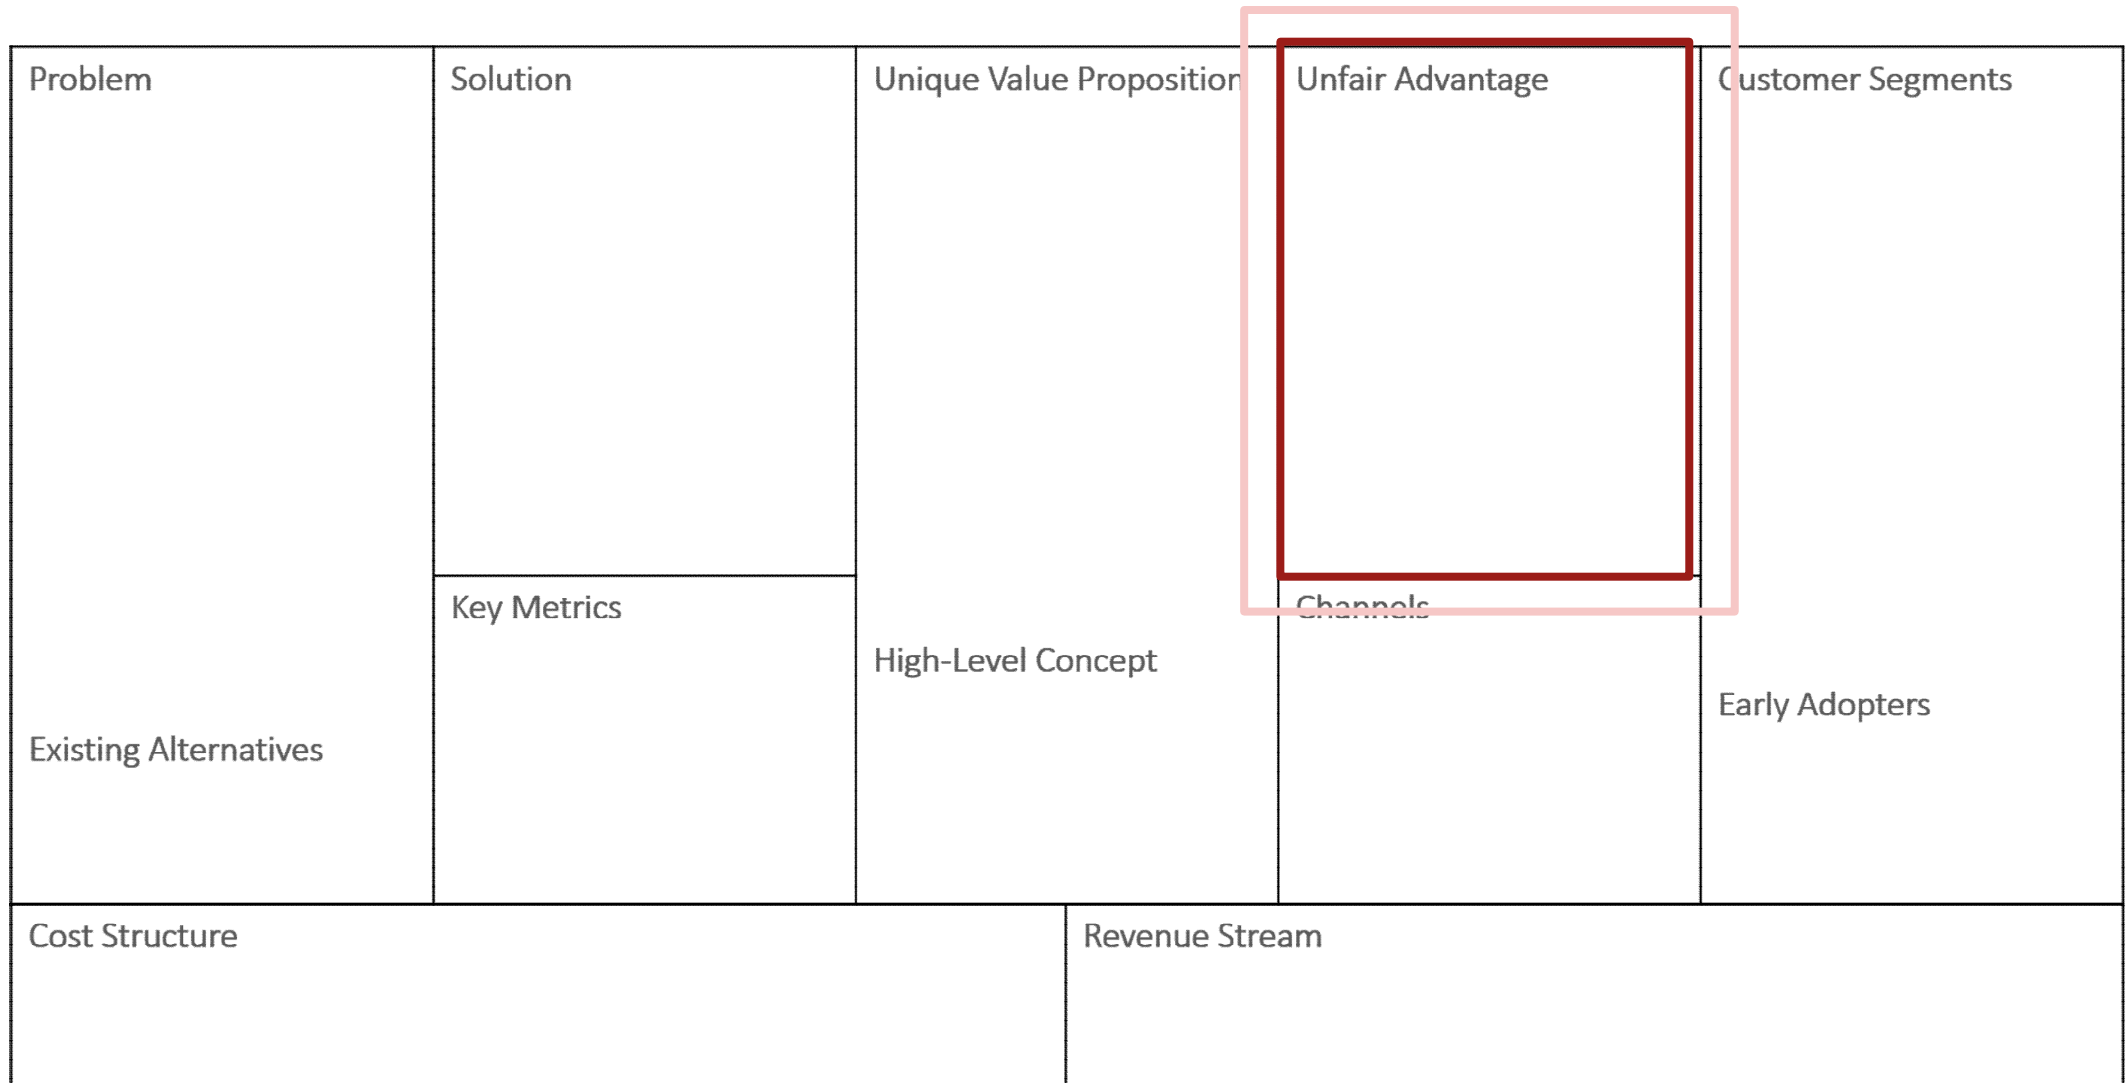 Problem
Solution
Unique Value Proposition
Unfair Advantage
Customer Segments
Key Metrics
Channels
High-Level Concept
Early Adopters
Existing Alternatives
Cost Structure
Revenue Stream